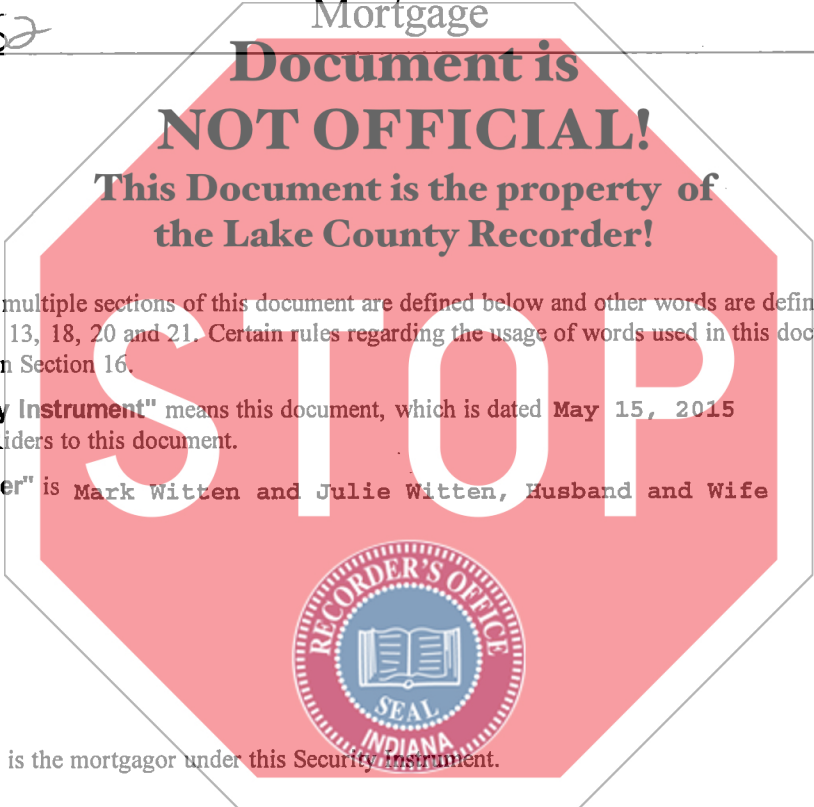 Mortgage
Document is
NOT OFFICIAL!
This Document is the property of
the Lake County Recorder!
multiple sections of this document are defined below and other words are defin
13, 18, 20 and 21. Certain rules regarding the usage of words used in this doc
n Section 16.
y Instrument" means this document, which is dated May 15, 2015
iders to this document.
er" is Mark Witten and Julie Witten, Husband and Wife
STOP
RECORDER'S OFFICE
SEAL
INDIANA
is the mortgagor under this Security Instrument.